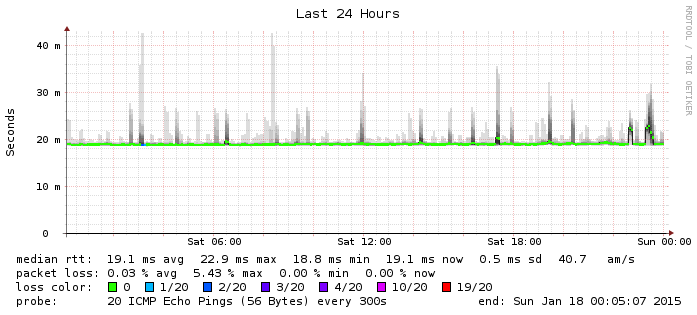 Last 24 Hours
RRDTOOL / TOBI OETIKER
Seconds
40 m
30 m
20 m
10 m
0
Sat 06:00 Sat 12:00 Sat 18:00 Sun 00:00
median rtt: 19.1 ms avg 22.9 ms max 18.8 ms min 19.1 ms now 0.5 ms sd 40.7 am/s
packet loss: 0.03 % avg 5.43 % max 0.00 % min 0.00 % now
loss color: 0 1/20 2/20 3/20 4/20 10/20 19/20
probe: 20 ICMP Echo Pings (56 Bytes) every 300s end: Sun Jan 18 00:05:07 2015